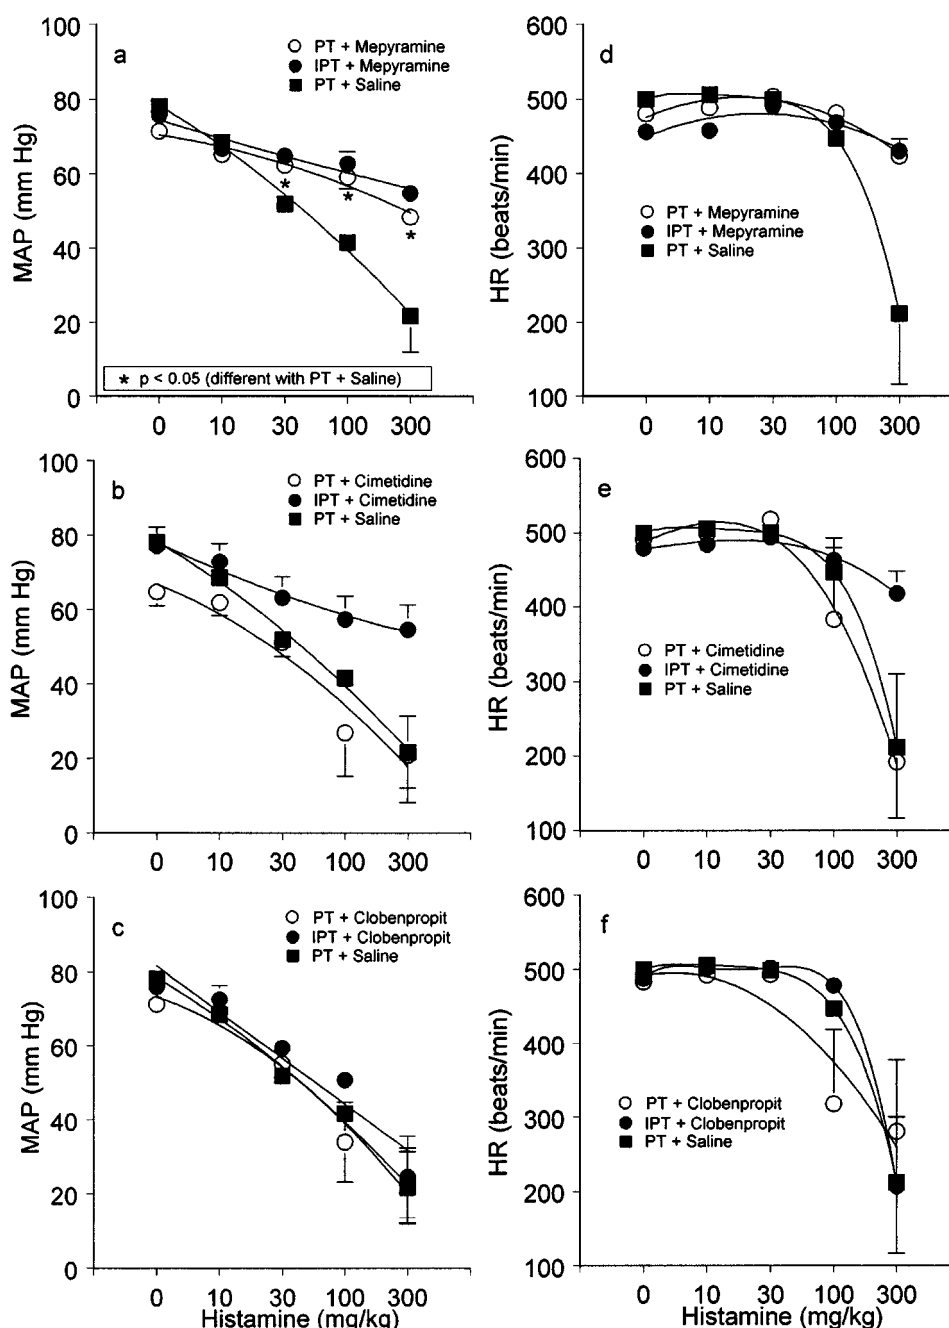 a
PT + Mepyramine
IPT + Mepyramine
PT + Saline
MAP (mm Hg)
100
80
60
40
20
0
*
*
*
* p < 0.05 (different with PT + Saline)
0 10 30 100 300
d
PT + Mepyramine
IPT + Mepyramine
PT + Saline
HR (beats/min)
600
500
400
300
200
100
0 10 30 100 300
b
PT + Cimetidine
IPT + Cimetidine
PT + Saline
MAP (mm Hg)
100
80
60
40
20
0
0 10 30 100 300
e
PT + Cimetidine
IPT + Cimetidine
PT + Saline
HR (beats/min)
600
500
400
300
200
100
0 10 30 100 300
c
PT + Clobenpropit
IPT + Clobenpropit
PT + Saline
MAP (mm Hg)
100
80
60
40
20
0
0 10 30 100 300
Histamine (mg/kg)
f
PT + Clobenpropit
IPT + Clobenpropit
PT + Saline
HR (beats/min)
600
500
400
300
200
100
0 10 30 100 300
Histamine (mg/kg)